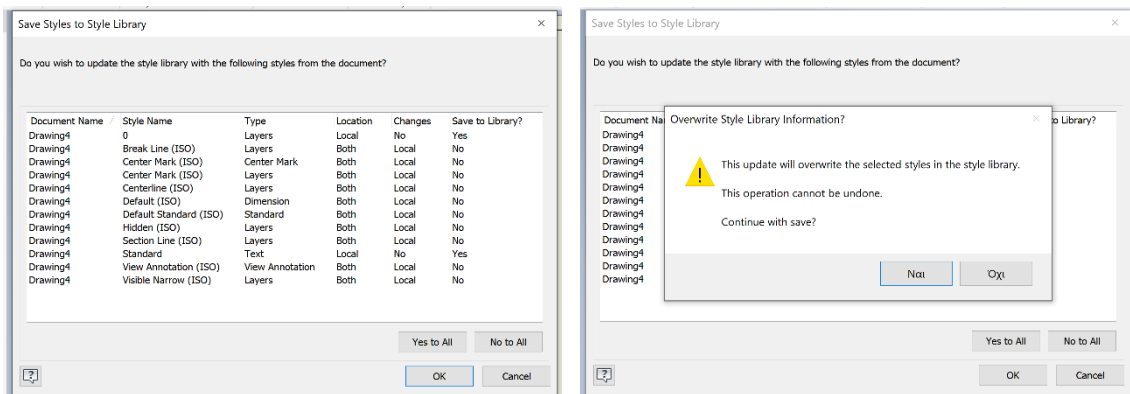 Save Styles to Style Library
Do you wish to update the style library with the following styles from the document?
Document Name Style Name Type Location Changes Save to Library?
Drawing4 0 Layers Local No Yes
Drawing4 Break Line (ISO) Layers Both Local No
Drawing4 Center Mark (ISO) Center Mark Both Local No
Drawing4 Center Mark (ISO) Layers Both Local No
Drawing4 Centerline (ISO) Layers Both Local No
Drawing4 Default (ISO) Dimension Both Local No
Drawing4 Default Standard (ISO) Standard Both Local No
Drawing4 Hidden (ISO) Layers Both Local No
Drawing4 Section Line (ISO) Layers Both Local No
Drawing4 Standard Text Local No Yes
Drawing4 View Annotation (ISO) View Annotation Both Local No
Drawing4 Visible Narrow (ISO) Layers Both Local No
Yes to All No to All
OK Cancel
Save Styles to Style Library
Do you wish to update the style library with the following styles from the document?
Document Na o Library?
Drawing4
Drawing4
Drawing4
Drawing4
Drawing4
Drawing4
Drawing4
Drawing4
Drawing4
Drawing4
Drawing4
Drawing4
Overwrite Style Library Information?
This update will overwrite the selected styles in the style library.
This operation cannot be undone.
Continue with save?
Ναι Όχι
Yes to All No to All
OK Cancel